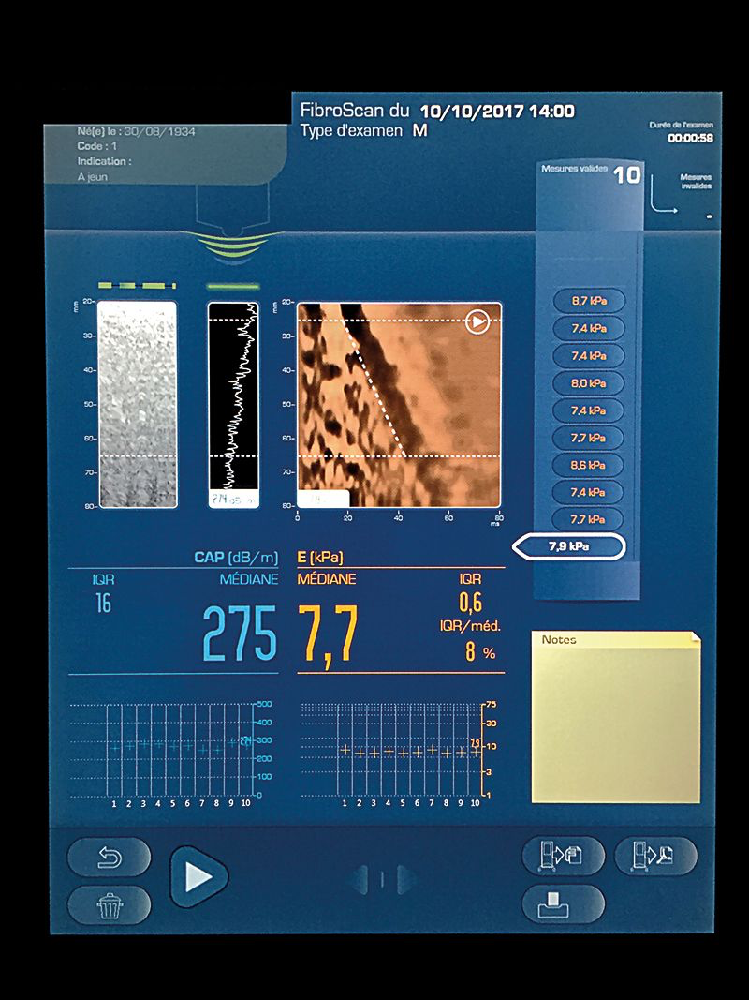 FibroScan du 10/10/2017 14:00
Type d'examen M
Durée de l'examen
00:00:58
Né(e) le : 30/08/1934
Code : 1
Indication :
A jeun
Mesures valides 10
Mesures
invalides
mm
20
30
40
50
60
70
80
274 dB/m
mm
20
30
40
50
60
70
80
0 20 40 60 80
ms
8,7 kPa
7,4 kPa
7,4 kPa
8,0 kPa
7,4 kPa
7,7 kPa
8,6 kPa
7,4 kPa
7,7 kPa
7,9 kPa
CAP (dB/m)
IQR MÉDIANE
16 275
E (kPa)
MÉDIANE IQR
7,7 0,6
IQR/méd.
8 %
Notes
500
400
300
274
200
100
0
1 2 3 4 5 6 7 8 9 10
75
30
10
7,9
3
1
1 2 3 4 5 6 7 8 9 10